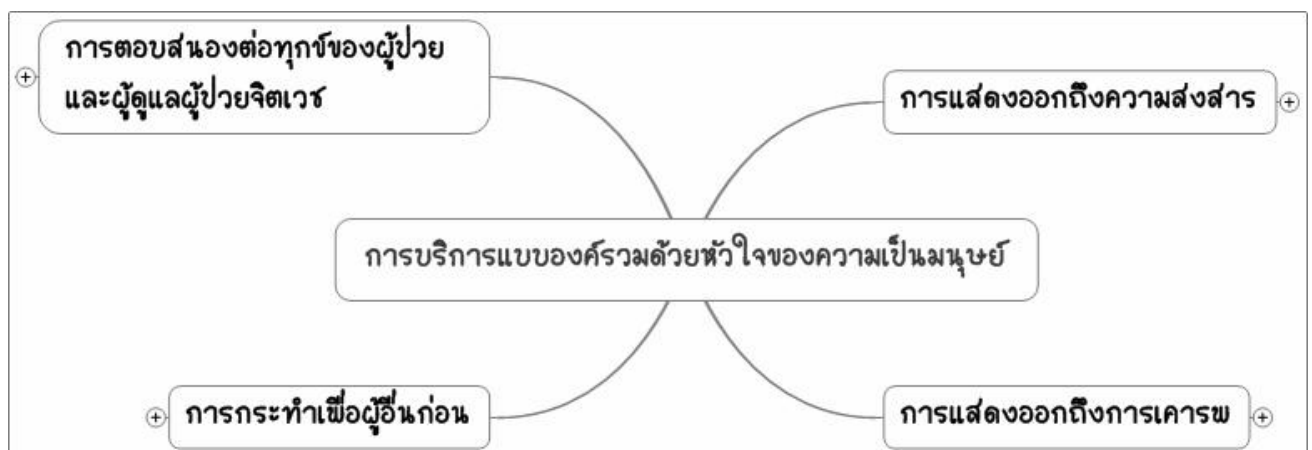 การตอบสนองต่อทุกข์ของผู้ป่วย
และผู้ดูแลผู้ป่วยจิตเวช
การแสดงออกถึงความสงสาร
การบริการแบบองค์รวมด้วยหัวใจของความเป็นมนุษย์
การกระทำเพื่อผู้อื่นก่อน
การแสดงออกถึงการเคารพ